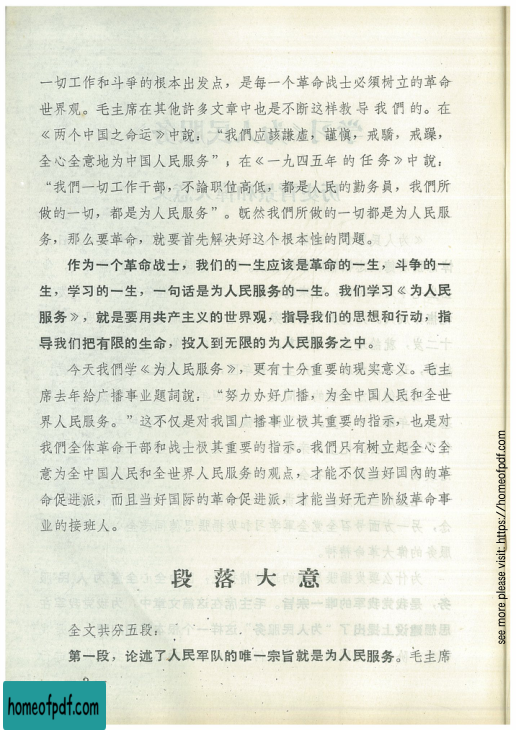 一切工作和斗爭的根本出发点，是每一个革命战士必須树立的革命
世界观。毛主席在其他許多文章中也是不断这样教导我們的。在
《两个中国之命运》中說：“我們应該謙虛，謹愼，戒驕，戒躁，
全心全意地为中国人民服务”；在《一九四五年的任务》中說：
“我們一切工作干部，不論职位高低，都是人民的勤务員，我們所
做的一切，都是为人民服务”。既然我們所做的一切都是为人民服
务，那么要革命，就要首先解决好这个根本性的問題。
作为一个革命战士，我們的一生应該是革命的一生，斗争的一
生，学习的一生，一句話是为人民服务的一生。我們学习《为人民
服务》，就是要用共产主义的世界观，指导我們的思想和行动，指
导我們把有限的生命，投入到无限的为人民服务之中。
今天我們学《为人民服务》，更有十分重要的現实意义。毛主
席去年给广播事业題詞說：“努力办好广播，为全中国人民和全世
界人民服务。”这不仅是对我国广播事业极其重要的指示，也是对
我們全体革命干部和战士极其重要的指示。我們只有树立起全心全
意为全中国人民和全世界人民服务的观点，才能不仅当好国內的革
命促进派，而且当好国际的革命促进派，才能当好无产阶級革命事
业的接班人。
段落大意
全文共分五段：
第一段，论述了人民军队的唯一宗旨就是为人民服务。毛主席
homeofpdf.com
see more please visit: https://homeofpdf.com